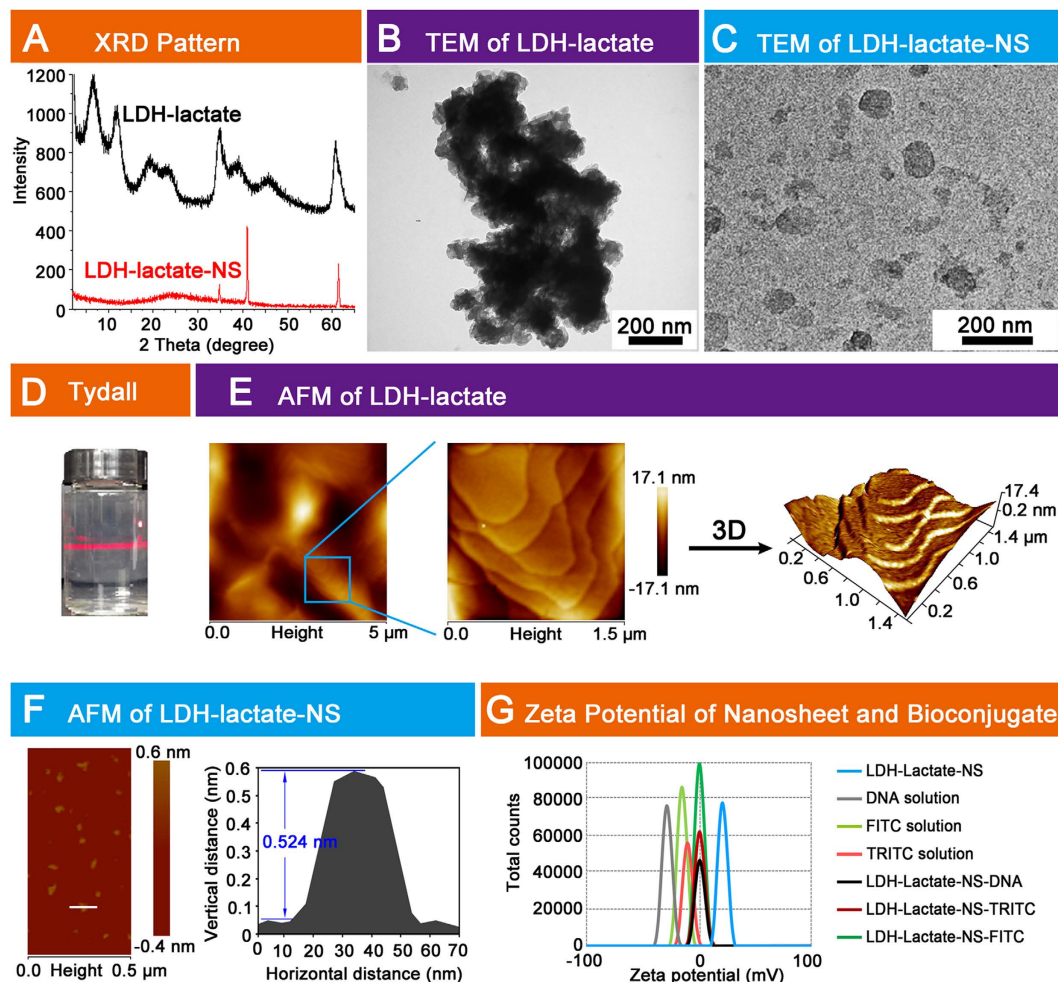 A XRD Pattern
1200
1000
800
600
400
200
0
Intensity
LDH-lactate
LDH-lactate-NS
10 20 30 40 50 60
2 Theta (degree)
B TEM of LDH-lactate
200 nm
C TEM of LDH-lactate-NS
200 nm
D Tydall
E AFM of LDH-lactate
0.0 Height 5 µm
0.0 Height 1.5 µm
17.1 nm
-17.1 nm
3D
17.4
0.2 nm
1.4 µm
1.0
0.6
0.2
0.2
0.6
1.0
1.4
F AFM of LDH-lactate-NS
0.6 nm
-0.4 nm
0.0 Height 0.5 µm
Vertical distance (nm)
0.6
0.5
0.4
0.3
0.2
0.1
0
0.524 nm
0 10 20 30 40 50 60 70
Horizontal distance (nm)
G Zeta Potential of Nanosheet and Bioconjugate
Total counts
100000
80000
60000
40000
20000
0
-100 0 100
Zeta potential (mV)
LDH-Lactate-NS
DNA solution
FITC solution
TRITC solution
LDH-Lactate-NS-DNA
LDH-Lactate-NS-TRITC
LDH-Lactate-NS-FITC